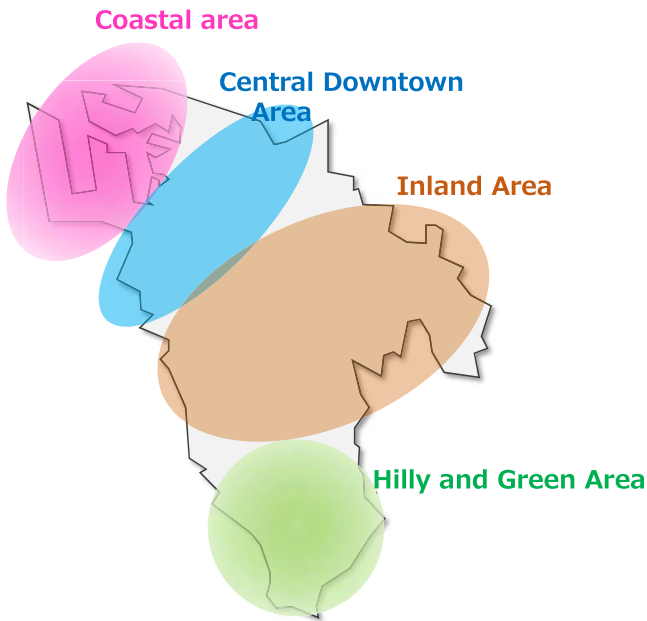 Coastal area
Central Downtown
Area
Inland Area
Hilly and Green Area